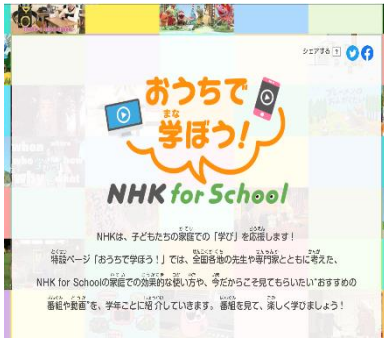 シェアする
おうちで
学ぼう!
まな
NHK for School
NHKは、子どもたちの家庭での「学び」を応援します!
特設ページ「おうちで学ぼう!」では、全国各地の先生や専門家とともに考えた、
NHK for Schoolの家庭での効果的な使い方や、今だからこそ見てもらいたい“おすすめの
番組や動画”を、学年ごとに紹介していきます。番組を見て、楽しく学びましょう!